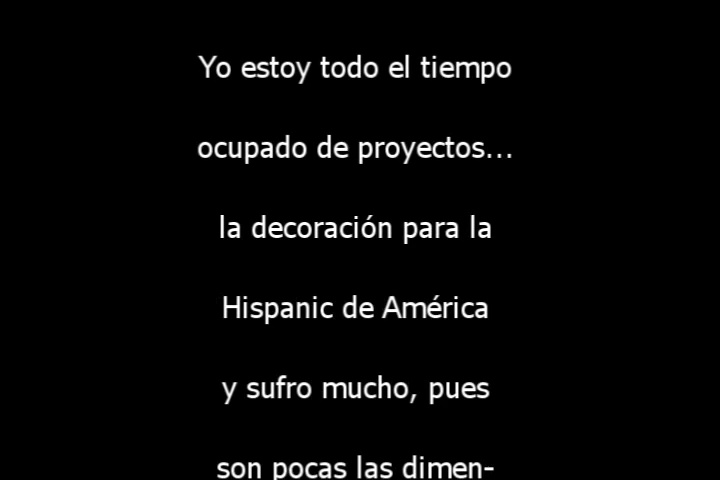 Yo estoy todo el tiempo
ocupado de proyectos...
la decoración para la
Hispanic de América
y sufro mucho, pues
son pocas las dimen-